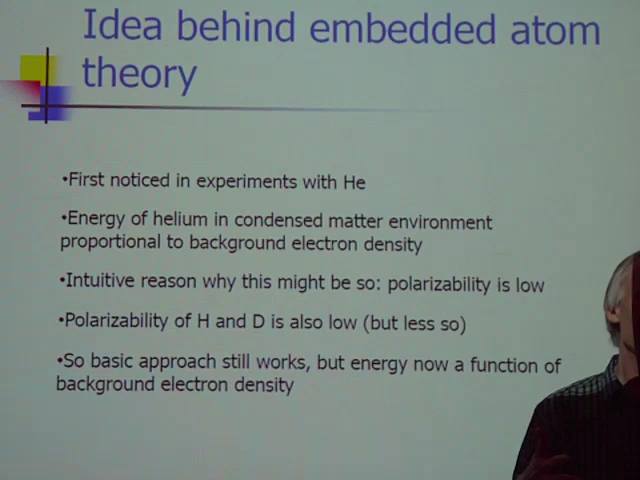 Idea behind embedded atom
theory
•First noticed in experiments with He
•Energy of helium in condensed matter environment
proportional to background electron density
•Intuitive reason why this might be so: polarizability is low
•Polarizability of H and D is also low (but less so)
•So basic approach still works, but energy now a function of
background electron density